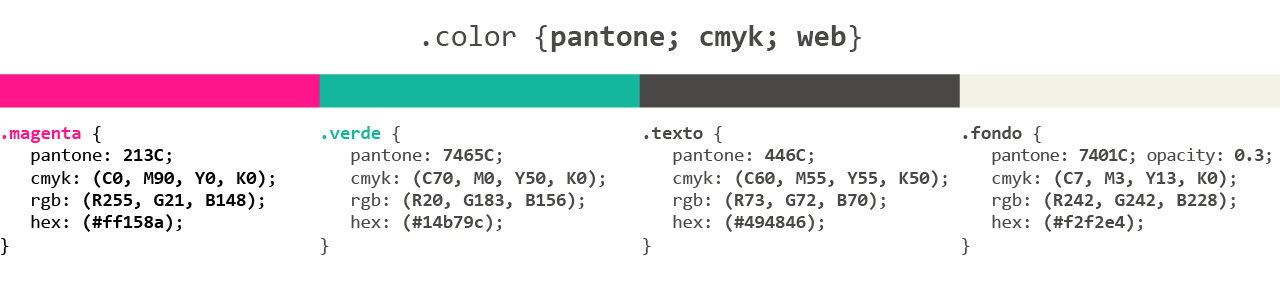 .color {pantone; cmyk; web}
.magenta {
pantone: 213C;
cmyk: (C0, M90, Y0, K0);
rgb: (R255, G21, B148);
hex: (#ff158a);
}
.verde {
pantone: 7465C;
cmyk: (C70, M0, Y50, K0);
rgb: (R20, G183, B156);
hex: (#14b79c);
}
.texto {
pantone: 446C;
cmyk: (C60, M55, Y55, K50);
rgb: (R73, G72, B70);
hex: (#494846);
}
.fondo {
pantone: 7401C; opacity: 0.3;
cmyk: (C7, M3, Y13, K0);
rgb: (R242, G242, B228);
hex: (#f2f2e4);
}